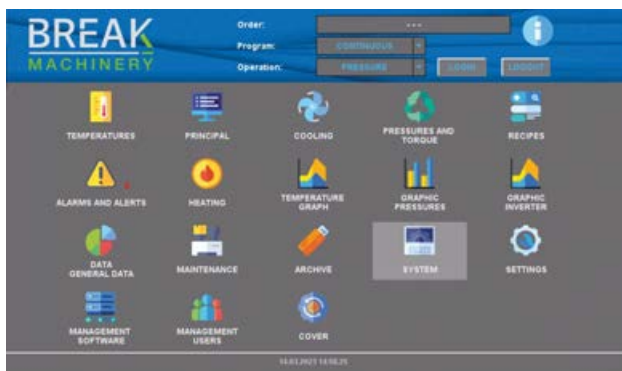 BREAK
MACHINERY
Order:
---
Program:
CONTINUOUS
Operation:
PRESSURE
LOGIN
LOGOUT
i
TEMPERATURES
PRINCIPAL
COOLING
PRESSURES AND
TORQUE
RECIPES
ALARMS AND ALERTS
HEATING
TEMPERATURE
GRAPH
GRAPHIC
PRESSURES
GRAPHIC
INVERTER
DATA
GENERAL DATA
MAINTENANCE
ARCHIVE
SYSTEM
SETTINGS
MANAGEMENT
SOFTWARE
MANAGEMENT
USERS
COVER